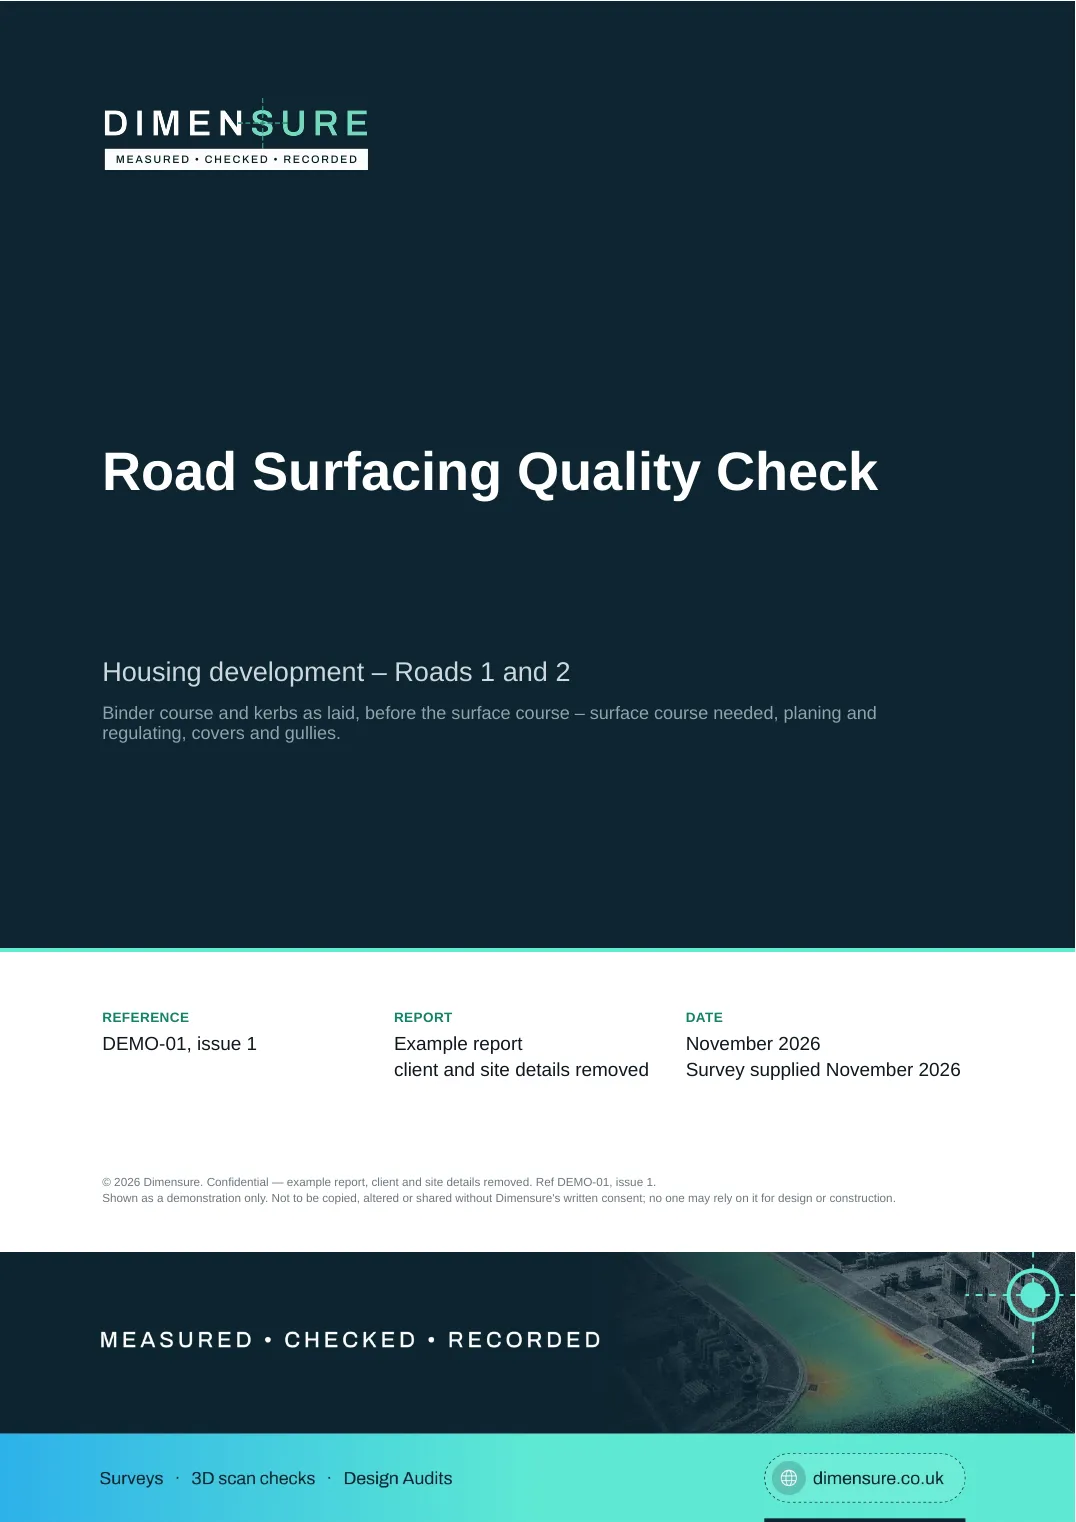 DIMENSURE
MEASURED • CHECKED • RECORDED
Road Surfacing Quality Check
Housing development – Roads 1 and 2
Binder course and kerbs as laid, before the surface course – surface course needed, planing and
regulating, covers and gullies.
REFERENCE
DEMO-01, issue 1
REPORT
Example report
client and site details removed
DATE
November 2026
Survey supplied November 2026
© 2026 Dimensure. Confidential — example report, client and site details removed. Ref DEMO-01, issue 1.
Shown as a demonstration only. Not to be copied, altered or shared without Dimensure's written consent; no one may rely on it for design or construction.
MEASURED • CHECKED • RECORDED
Surveys · 3D scan checks · Design Audits
dimensure.co.uk